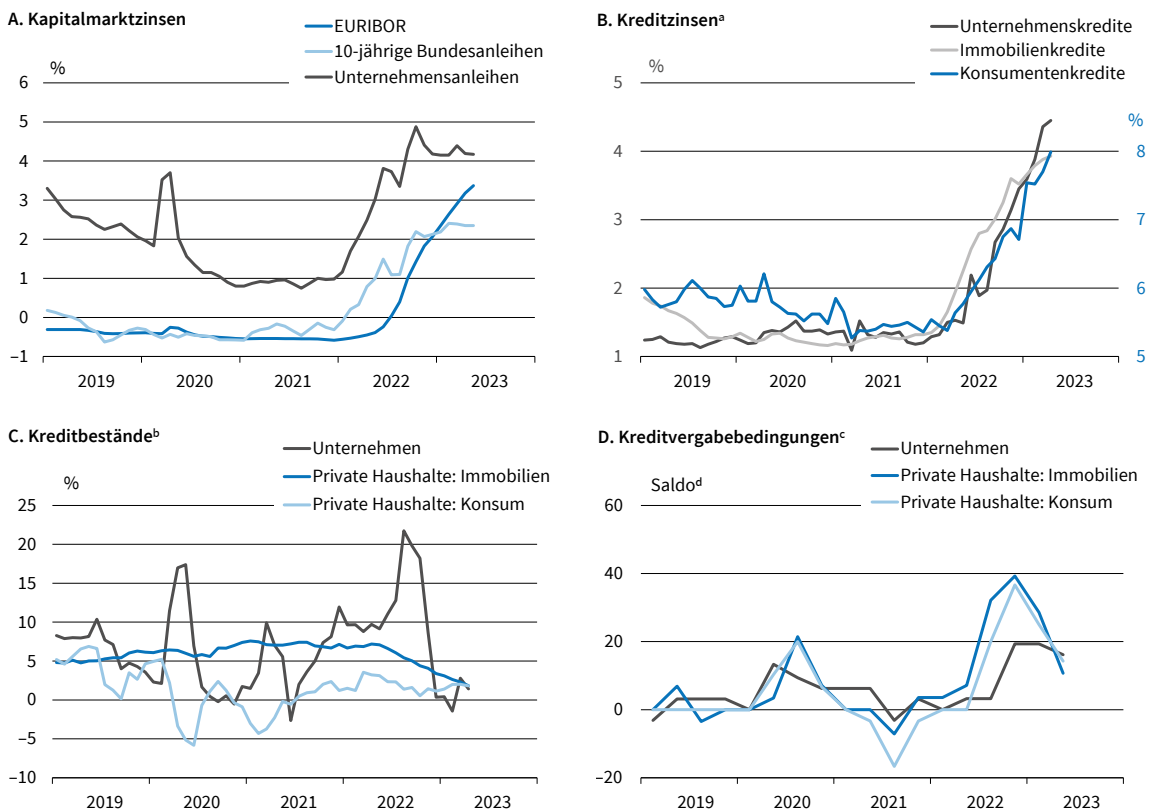 A. Kapitalmarktzinsen
EURIBOR
10-jährige Bundesanleihen
Unternehmensanleihen
%
6
5
4
3
2
1
0
–1
2019 2020 2021 2022 2023
B. Kreditzinsenᵃ
Unternehmenskredite
Immobilienkredite
Konsumentenkredite
%
5
4
3
2
1
%
8
7
6
5
2019 2020 2021 2022 2023
C. Kreditbeständeᵇ
Unternehmen
Private Haushalte: Immobilien
Private Haushalte: Konsum
%
25
20
15
10
5
0
–5
–10
2019 2020 2021 2022 2023
D. Kreditvergabebedingungenᶜ
Unternehmen
Private Haushalte: Immobilien
Private Haushalte: Konsum
Saldoᵈ
60
40
20
0
–20
2019 2020 2021 2022 2023